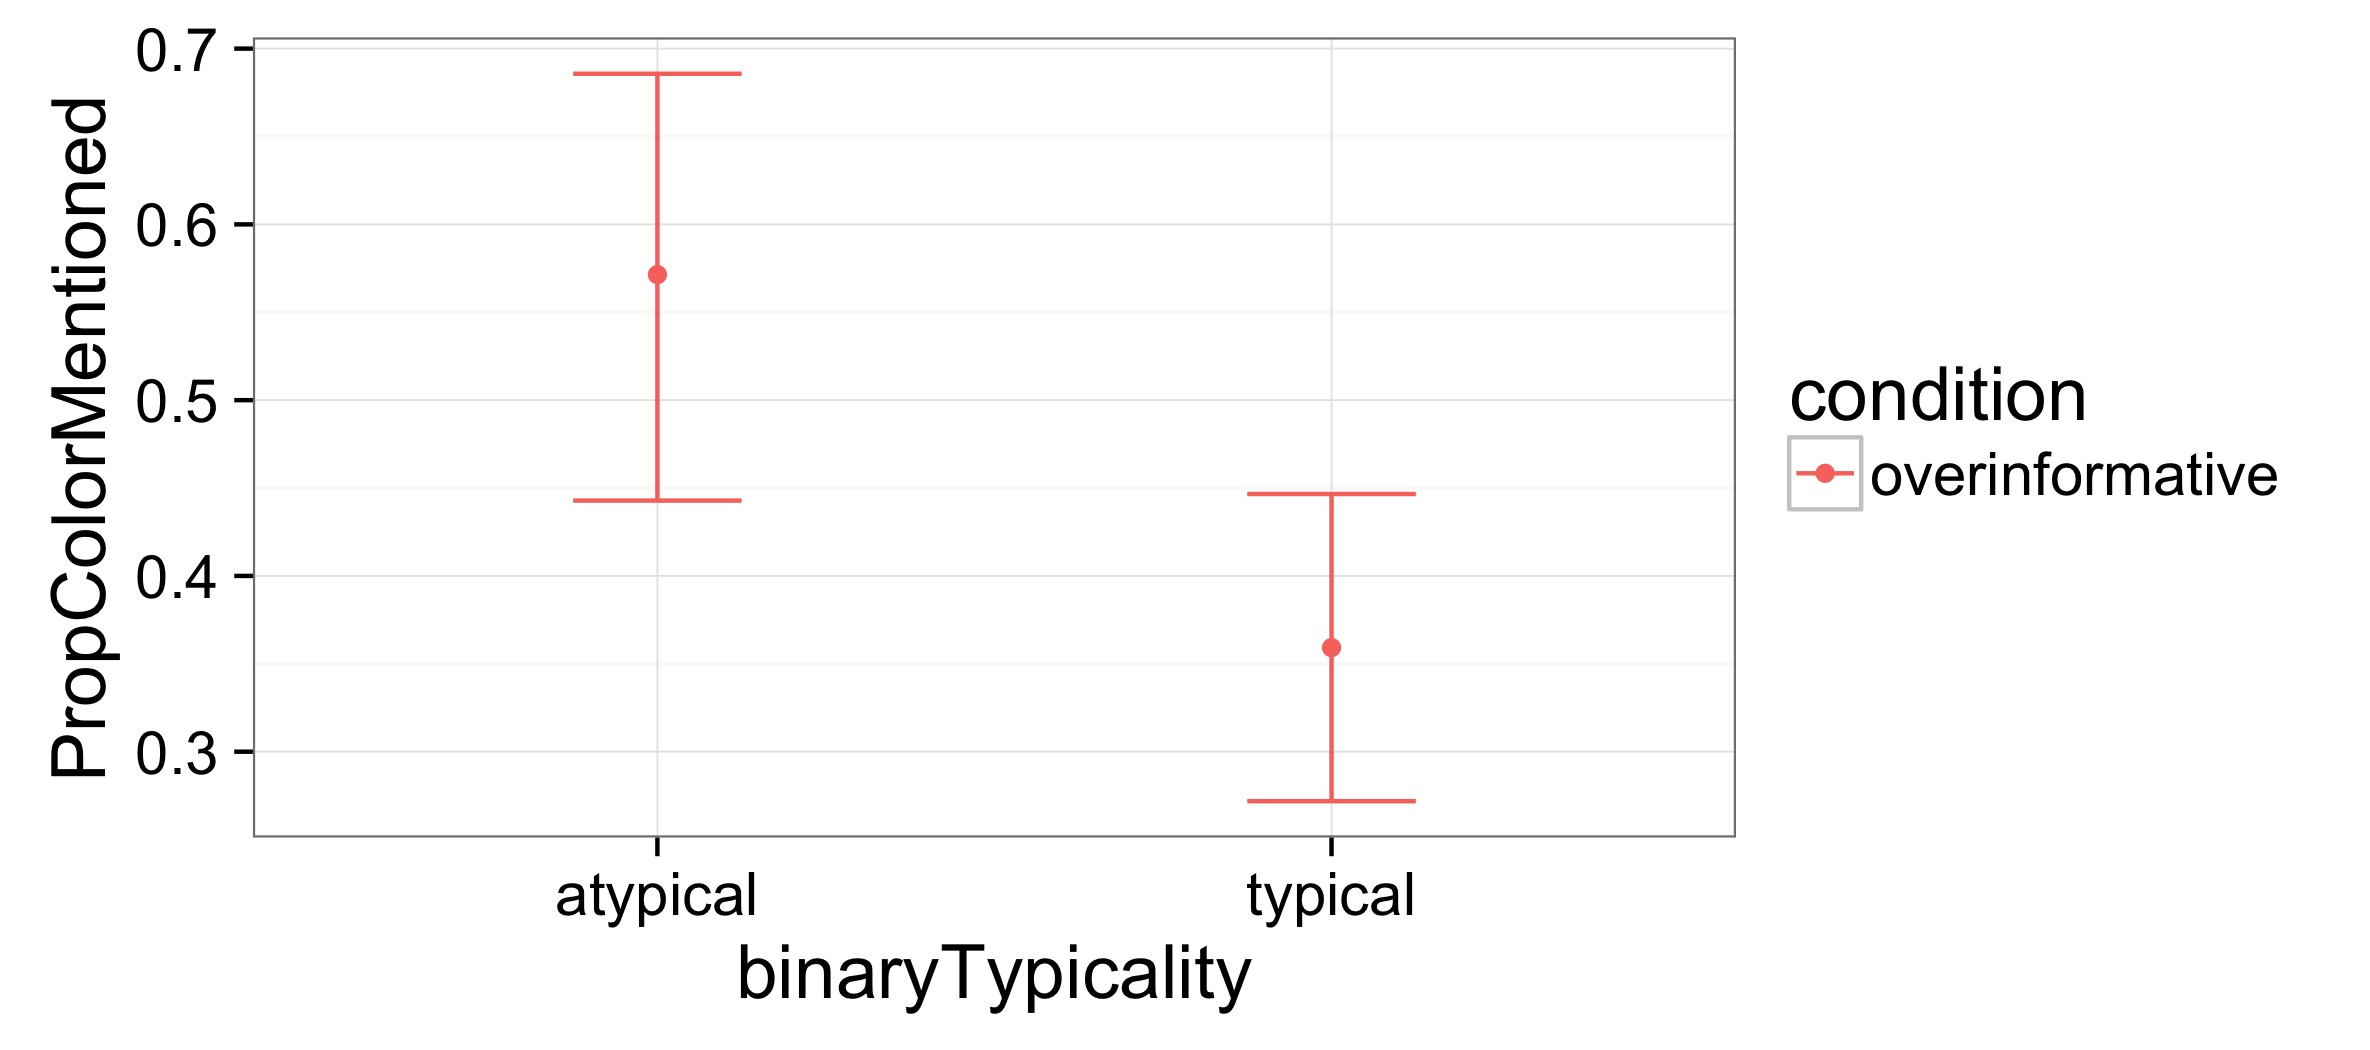 PropColorMentioned
0.7
0.6
0.5
0.4
0.3
atypical
typical
binaryTypicality
condition
overinformative